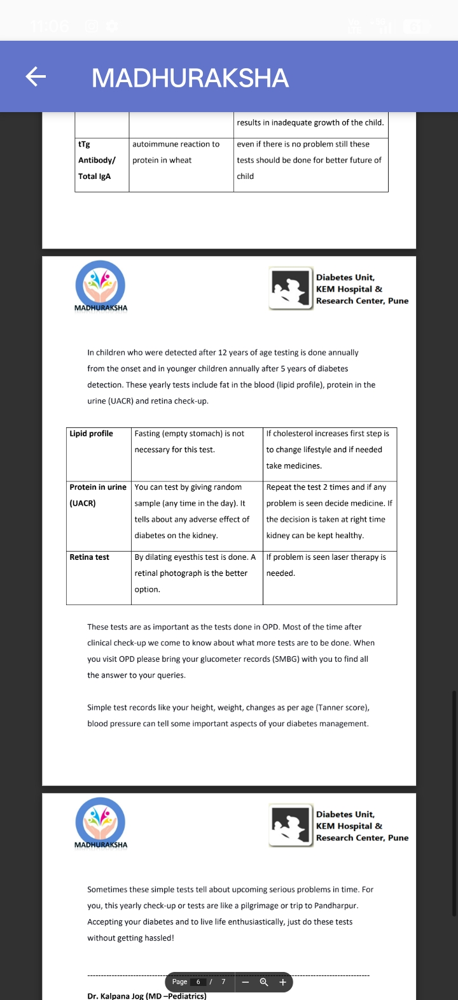 11:06
MADHURAKSHA
results in inadequate growth of the child.
tTg
Antibody/
Total IgA
autoimmune reaction to
protein in wheat
even if there is no problem still these
tests should be done for better future of
child
MADHURAKSHA
Diabetes Unit,
KEM Hospital &
Research Center, Pune
In children who were detected after 12 years of age testing is done annually
from the onset and in younger children annually after 5 years of diabetes
detection. These yearly tests include fat in the blood (lipid profile), protein in the
urine (UACR) and retina check-up.
Lipid profile
Fasting (empty stomach) is not
necessary for this test.
If cholesterol increases first step is
to change lifestyle and if needed
take medicines.
Protein in urine
(UACR)
You can test by giving random
sample (any time in the day). It
tells about any adverse effect of
diabetes on the kidney.
Repeat the test 2 times and if any
problem is seen decide medicine. If
the decision is taken at right time
kidney can be kept healthy.
Retina test
By dilating eyesthis test is done. A
retinal photograph is the better
option.
If problem is seen laser therapy is
needed.
These tests are as important as the tests done in OPD. Most of the time after
clinical check-up we come to know about what more tests are to be done. When
you visit OPD please bring your glucometer records (SMBG) with you to find all
the answer to your queries.
Simple test records like your height, weight, changes as per age (Tanner score),
blood pressure can tell some important aspects of your diabetes management.
MADHURAKSHA
Diabetes Unit,
KEM Hospital &
Research Center, Pune
Sometimes these simple tests tell about upcoming serious problems in time. For
you, this yearly check-up or tests are like a pilgrimage or trip to Pandharpur.
Accepting your diabetes and to live life enthusiastically, just do these tests
without getting hassled!
Page 6 / 7
Dr. Kalpana Jog (MD –Pediatrics)